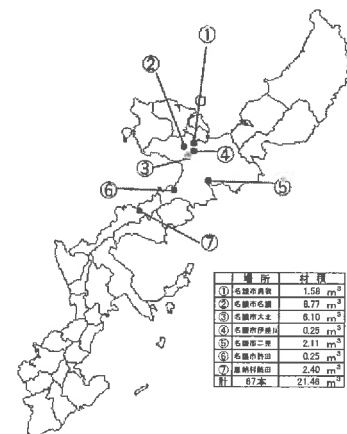 ①
②
③
④
⑤
⑥
⑦
場所 材積
① 名護市真喜 1.58 m³
② 名護市名護 8.77 m³
③ 名護市大北 6.10 m³
④ 名護市伊差川 0.25 m³
⑤ 名護市二見 2.11 m³
⑥ 名護市許田 0.25 m³
⑦ 恩納村 2.40 m³
計 67本 21.46 m³